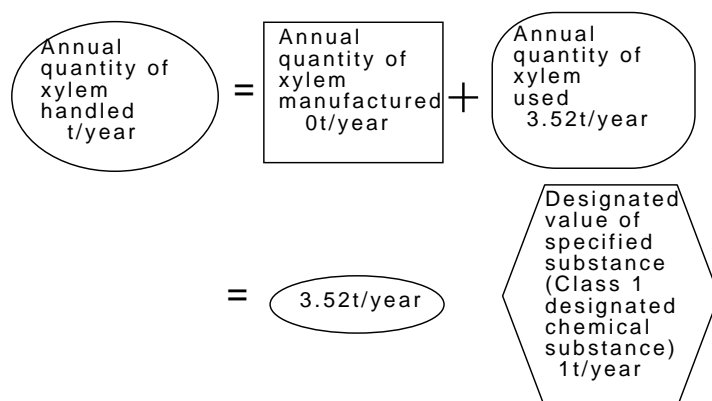 Annual
quantity of
xylem
handled
t/year
=
Annual
quantity of
xylem
manufactured
0t/year
+
Annual
quantity of
xylem
used
3.52t/year
=
3.52t/year
Designated
value of
specified
substance
(Class 1
designated
chemical
substance)
1t/year